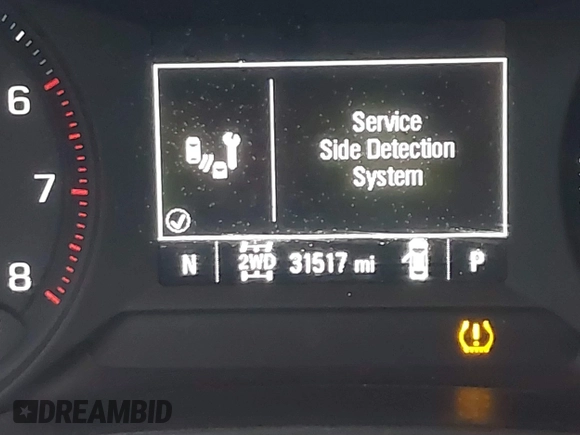 6
7
8
Service
Side Detection
System
N 2WD 31517 mi P
DREAMBID